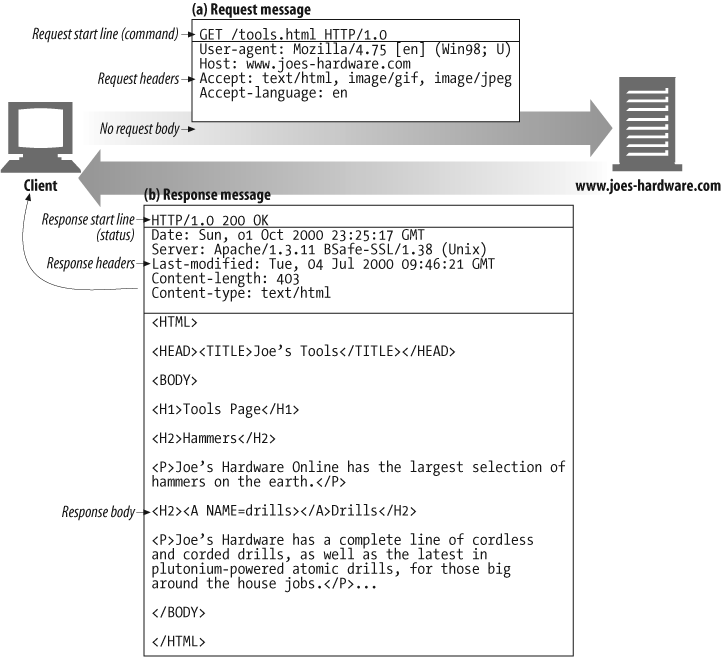 (a) Request message
Request start line (command)
GET /tools.html HTTP/1.0
User-agent: Mozilla/4.75 [en] (Win98; U)
Host: www.joes-hardware.com
Request headers
Accept: text/html, image/gif, image/jpeg
Accept-language: en
No request body
Client
www.joes-hardware.com
(b) Response message
Response start line
(status)
HTTP/1.0 200 OK
Date: Sun, o1 Oct 2000 23:25:17 GMT
Server: Apache/1.3.11 BSafe-SSL/1.38 (Unix)
Response headers
Last-modified: Tue, 04 Jul 2000 09:46:21 GMT
Content-length: 403
Content-type: text/html
<HTML>
<HEAD><TITLE>Joe’s Tools</TITLE></HEAD>
<BODY>
<H1>Tools Page</H1>
<H2>Hammers</H2>
<P>Joe’s Hardware Online has the largest selection of
hammers on the earth.</P>
Response body
<H2><A NAME=drills></A>Drills</H2>
<P>Joe’s Hardware has a complete line of cordless
and corded drills, as well as the latest in
plutonium-powered atomic drills, for those big
around the house jobs.</P>...
</BODY>
</HTML>